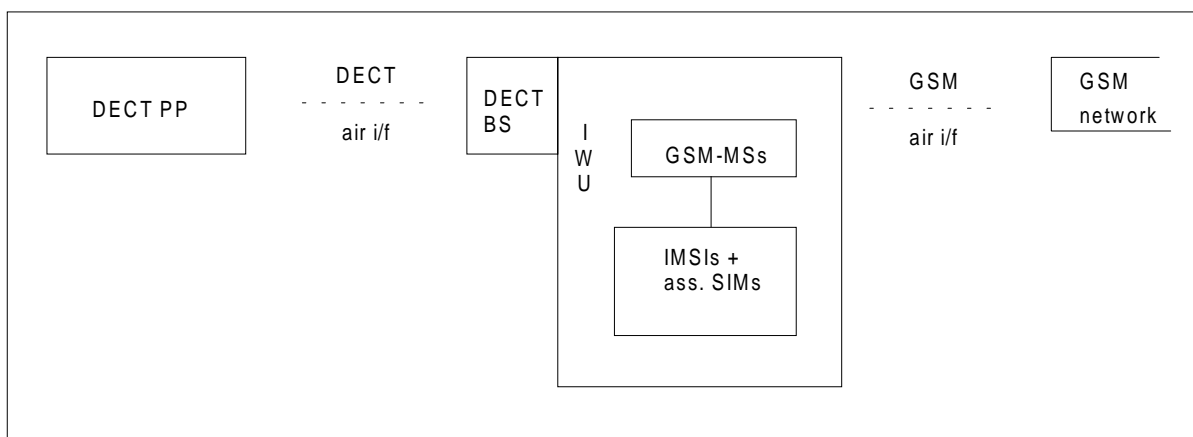 DECT PP
DECT
air i/f
DECT
BS
I
W
U
GSM-MSs
IMSIs +
ass. SIMs
GSM
air i/f
GSM
network